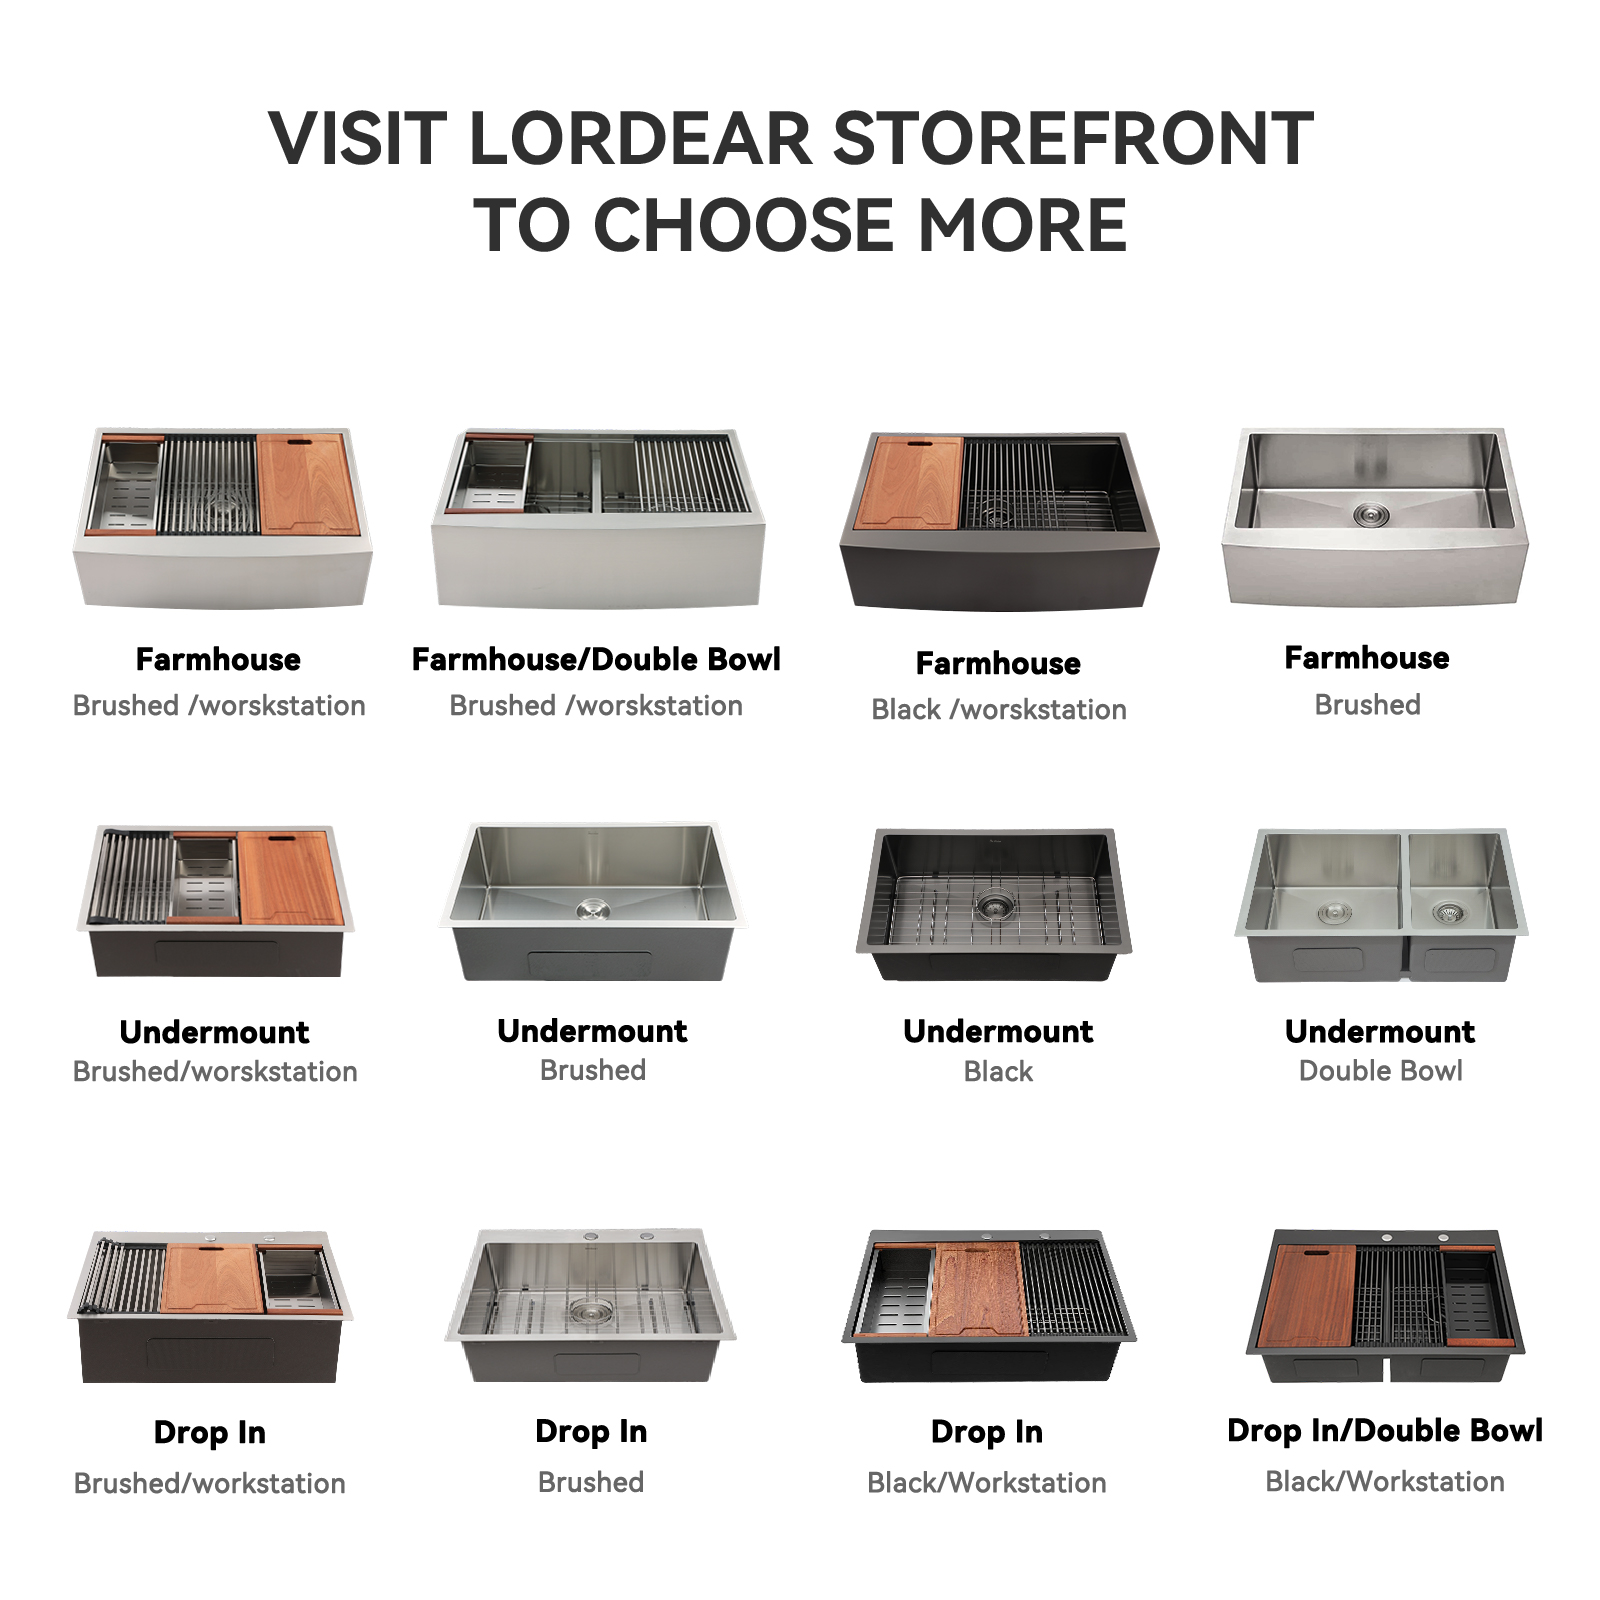 VISIT LORDEAR STOREFRONT
TO CHOOSE MORE
Farmhouse
Brushed /worskstation
Farmhouse/Double Bowl
Brushed /worskstation
Farmhouse
Black /worskstation
Farmhouse
Brushed
Undermount
Brushed/worskstation
Undermount
Brushed
Undermount
Black
Undermount
Double Bowl
Drop In
Brushed/workstation
Drop In
Brushed
Drop In
Black/Workstation
Drop In/Double Bowl
Black/Workstation